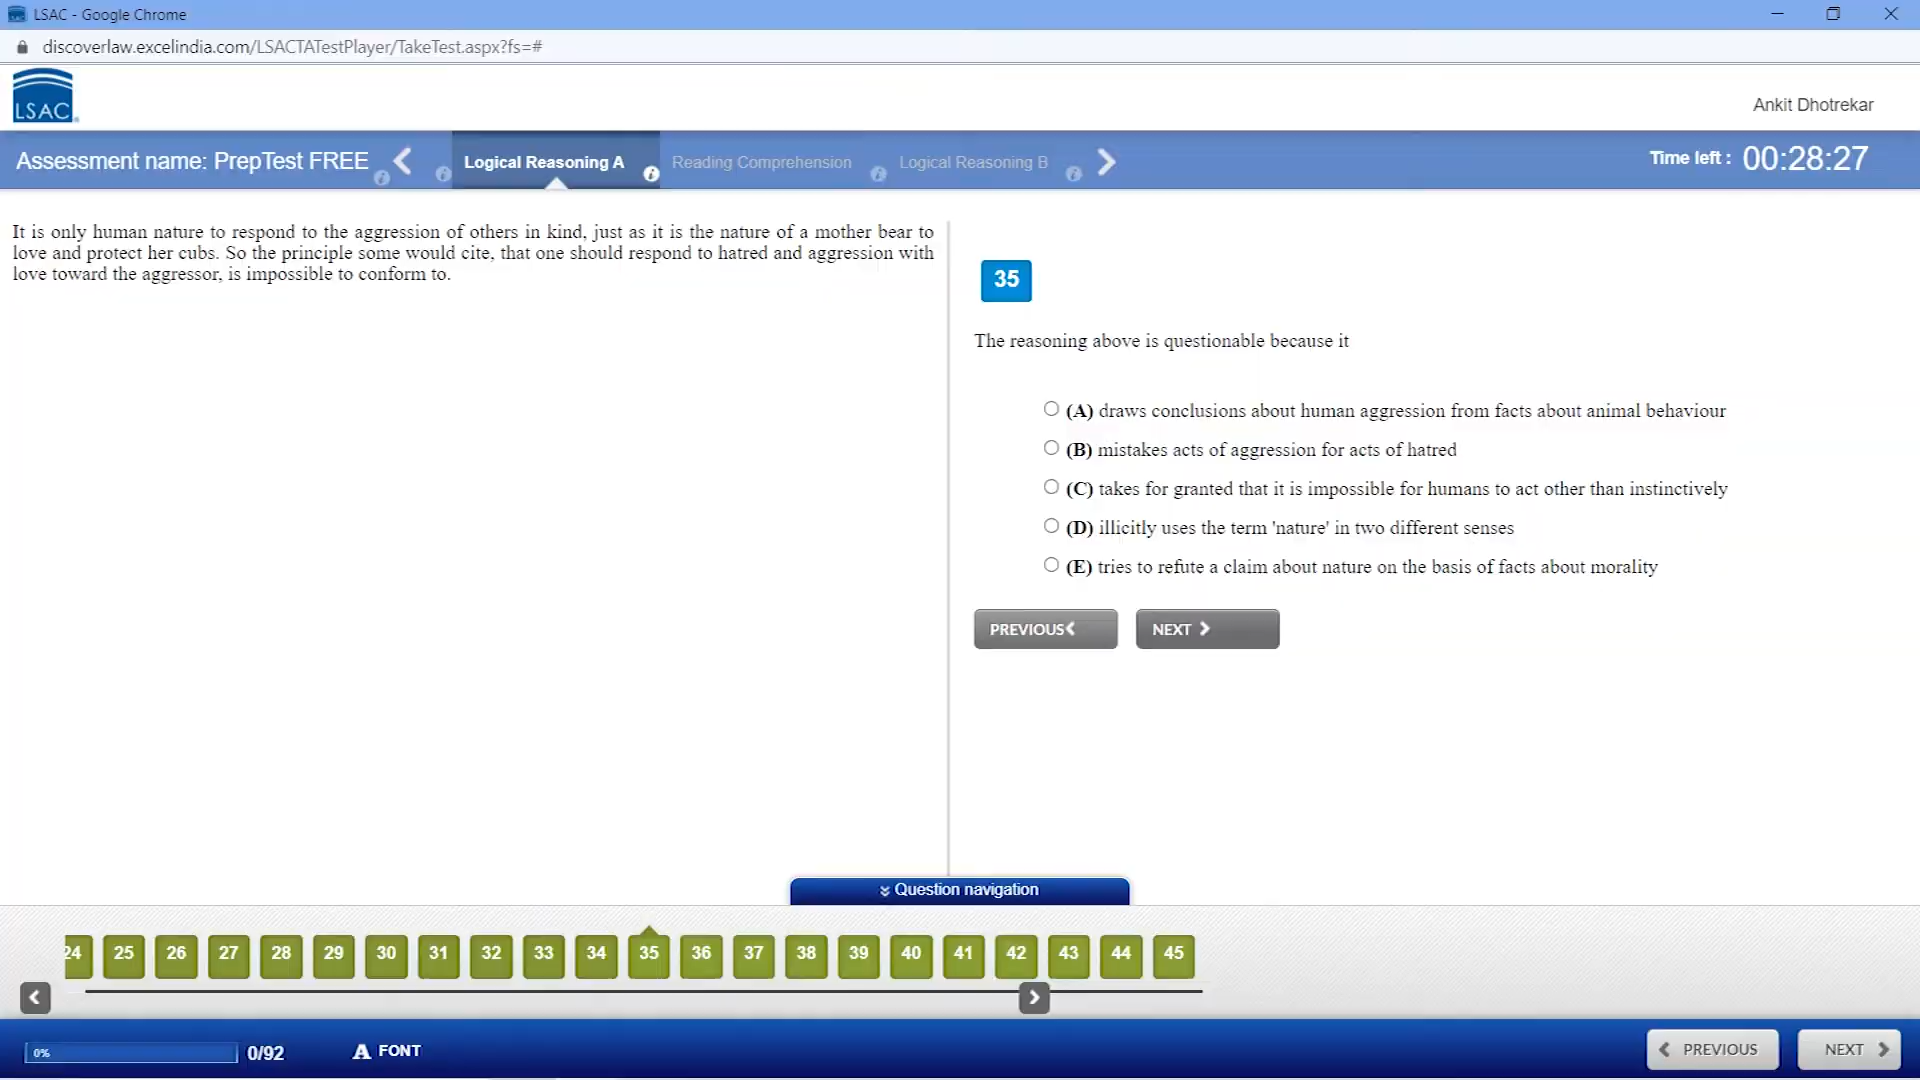 LSAC - Google Chrome
discoverlaw.excelindia.com/LSACTATestPlayer/TakeTest.aspx?fs=#
LSAC
Ankit Dhotrekar
Assessment name: PrepTest FREE
Logical Reasoning A
Reading Comprehension
Logical Reasoning B
Time left : 00:28:27
It is only human nature to respond to the aggression of others in kind, just as it is the nature of a mother bear to
love and protect her cubs. So the principle some would cite, that one should respond to hatred and aggression with
love toward the aggressor, is impossible to conform to.
35
The reasoning above is questionable because it
(A) draws conclusions about human aggression from facts about animal behaviour
(B) mistakes acts of aggression for acts of hatred
(C) takes for granted that it is impossible for humans to act other than instinctively
(D) illicitly uses the term 'nature' in two different senses
(E) tries to refute a claim about nature on the basis of facts about morality
PREVIOUS
NEXT
Question navigation
24 25 26 27 28 29 30 31 32 33 34 35 36 37 38 39 40 41 42 43 44 45
0% 0/92 A FONT
PREVIOUS NEXT